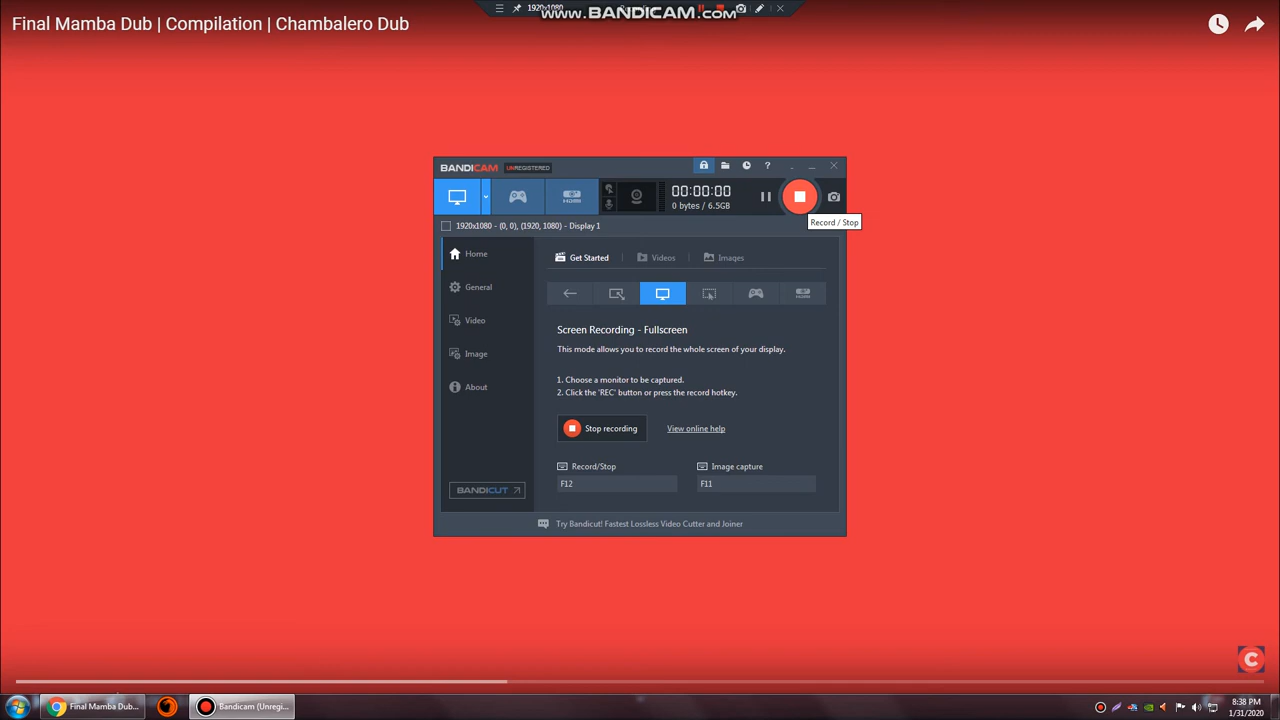 1920x1080
www.BANDICAM.com
Final Mamba Dub | Compilation | Chambalero Dub
BANDICAM UNREGISTERED
HDMI
00:00:00
0 bytes / 6.5GB
Record / Stop
1920x1080 - (0, 0), (1920, 1080) - Display 1
Home
General
Video
Image
About
BANDICUT
Get Started
Videos
Images
HDMI
Screen Recording - Fullscreen
This mode allows you to record the whole screen of your display.
1. Choose a monitor to be captured.
2. Click the 'REC' button or press the record hotkey.
Stop recording
View online help
Record/Stop
Image capture
F12
F11
Try Bandicut! Fastest Lossless Video Cutter and Joiner
C
Final Mamba Dub...
Bandicam (Unregi...
8:38 PM
1/31/2020